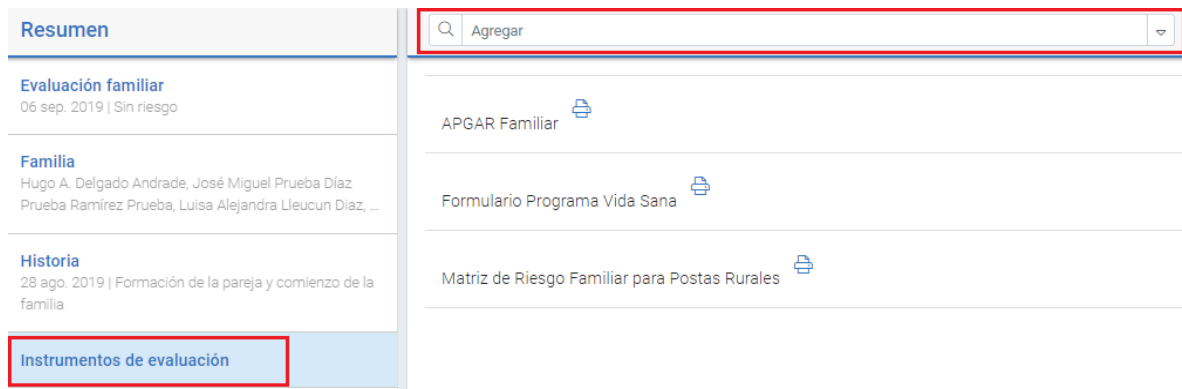 Resumen
Evaluación familiar
06 sep. 2019 | Sin riesgo
Familia
Hugo A. Delgado Andrade, José Miguel Prueba Díaz
Prueba Ramírez Prueba, Luisa Alejandra Lleucun Diaz, ...
Historia
28 ago. 2019 | Formación de la pareja y comienzo de la
familia
Instrumentos de evaluación
Agregar
APGAR Familiar
Formulario Programa Vida Sana
Matriz de Riesgo Familiar para Postas Rurales